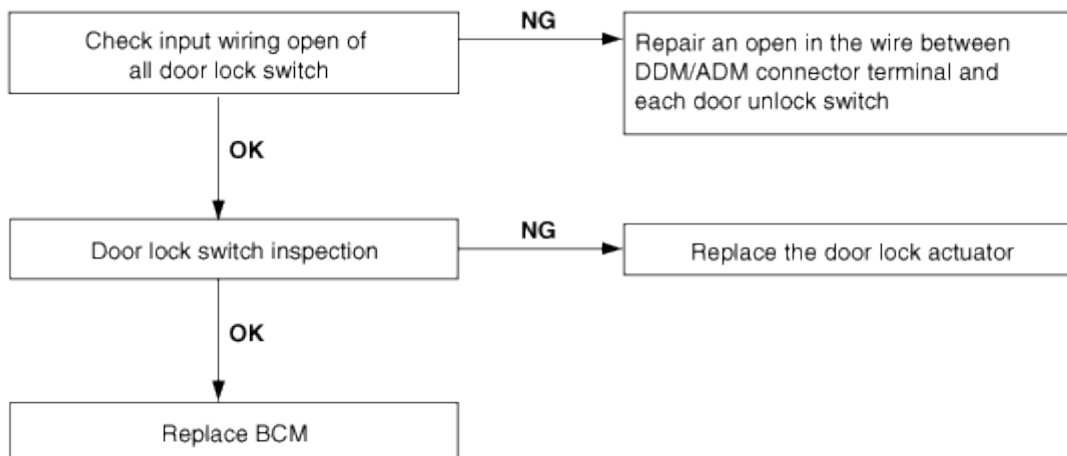 Check input wiring open of
all door lock switch
NG
Repair an open in the wire between
DDM/ADM connector terminal and
each door unlock switch
OK
Door lock switch inspection
NG
Replace the door lock actuator
OK
Replace BCM